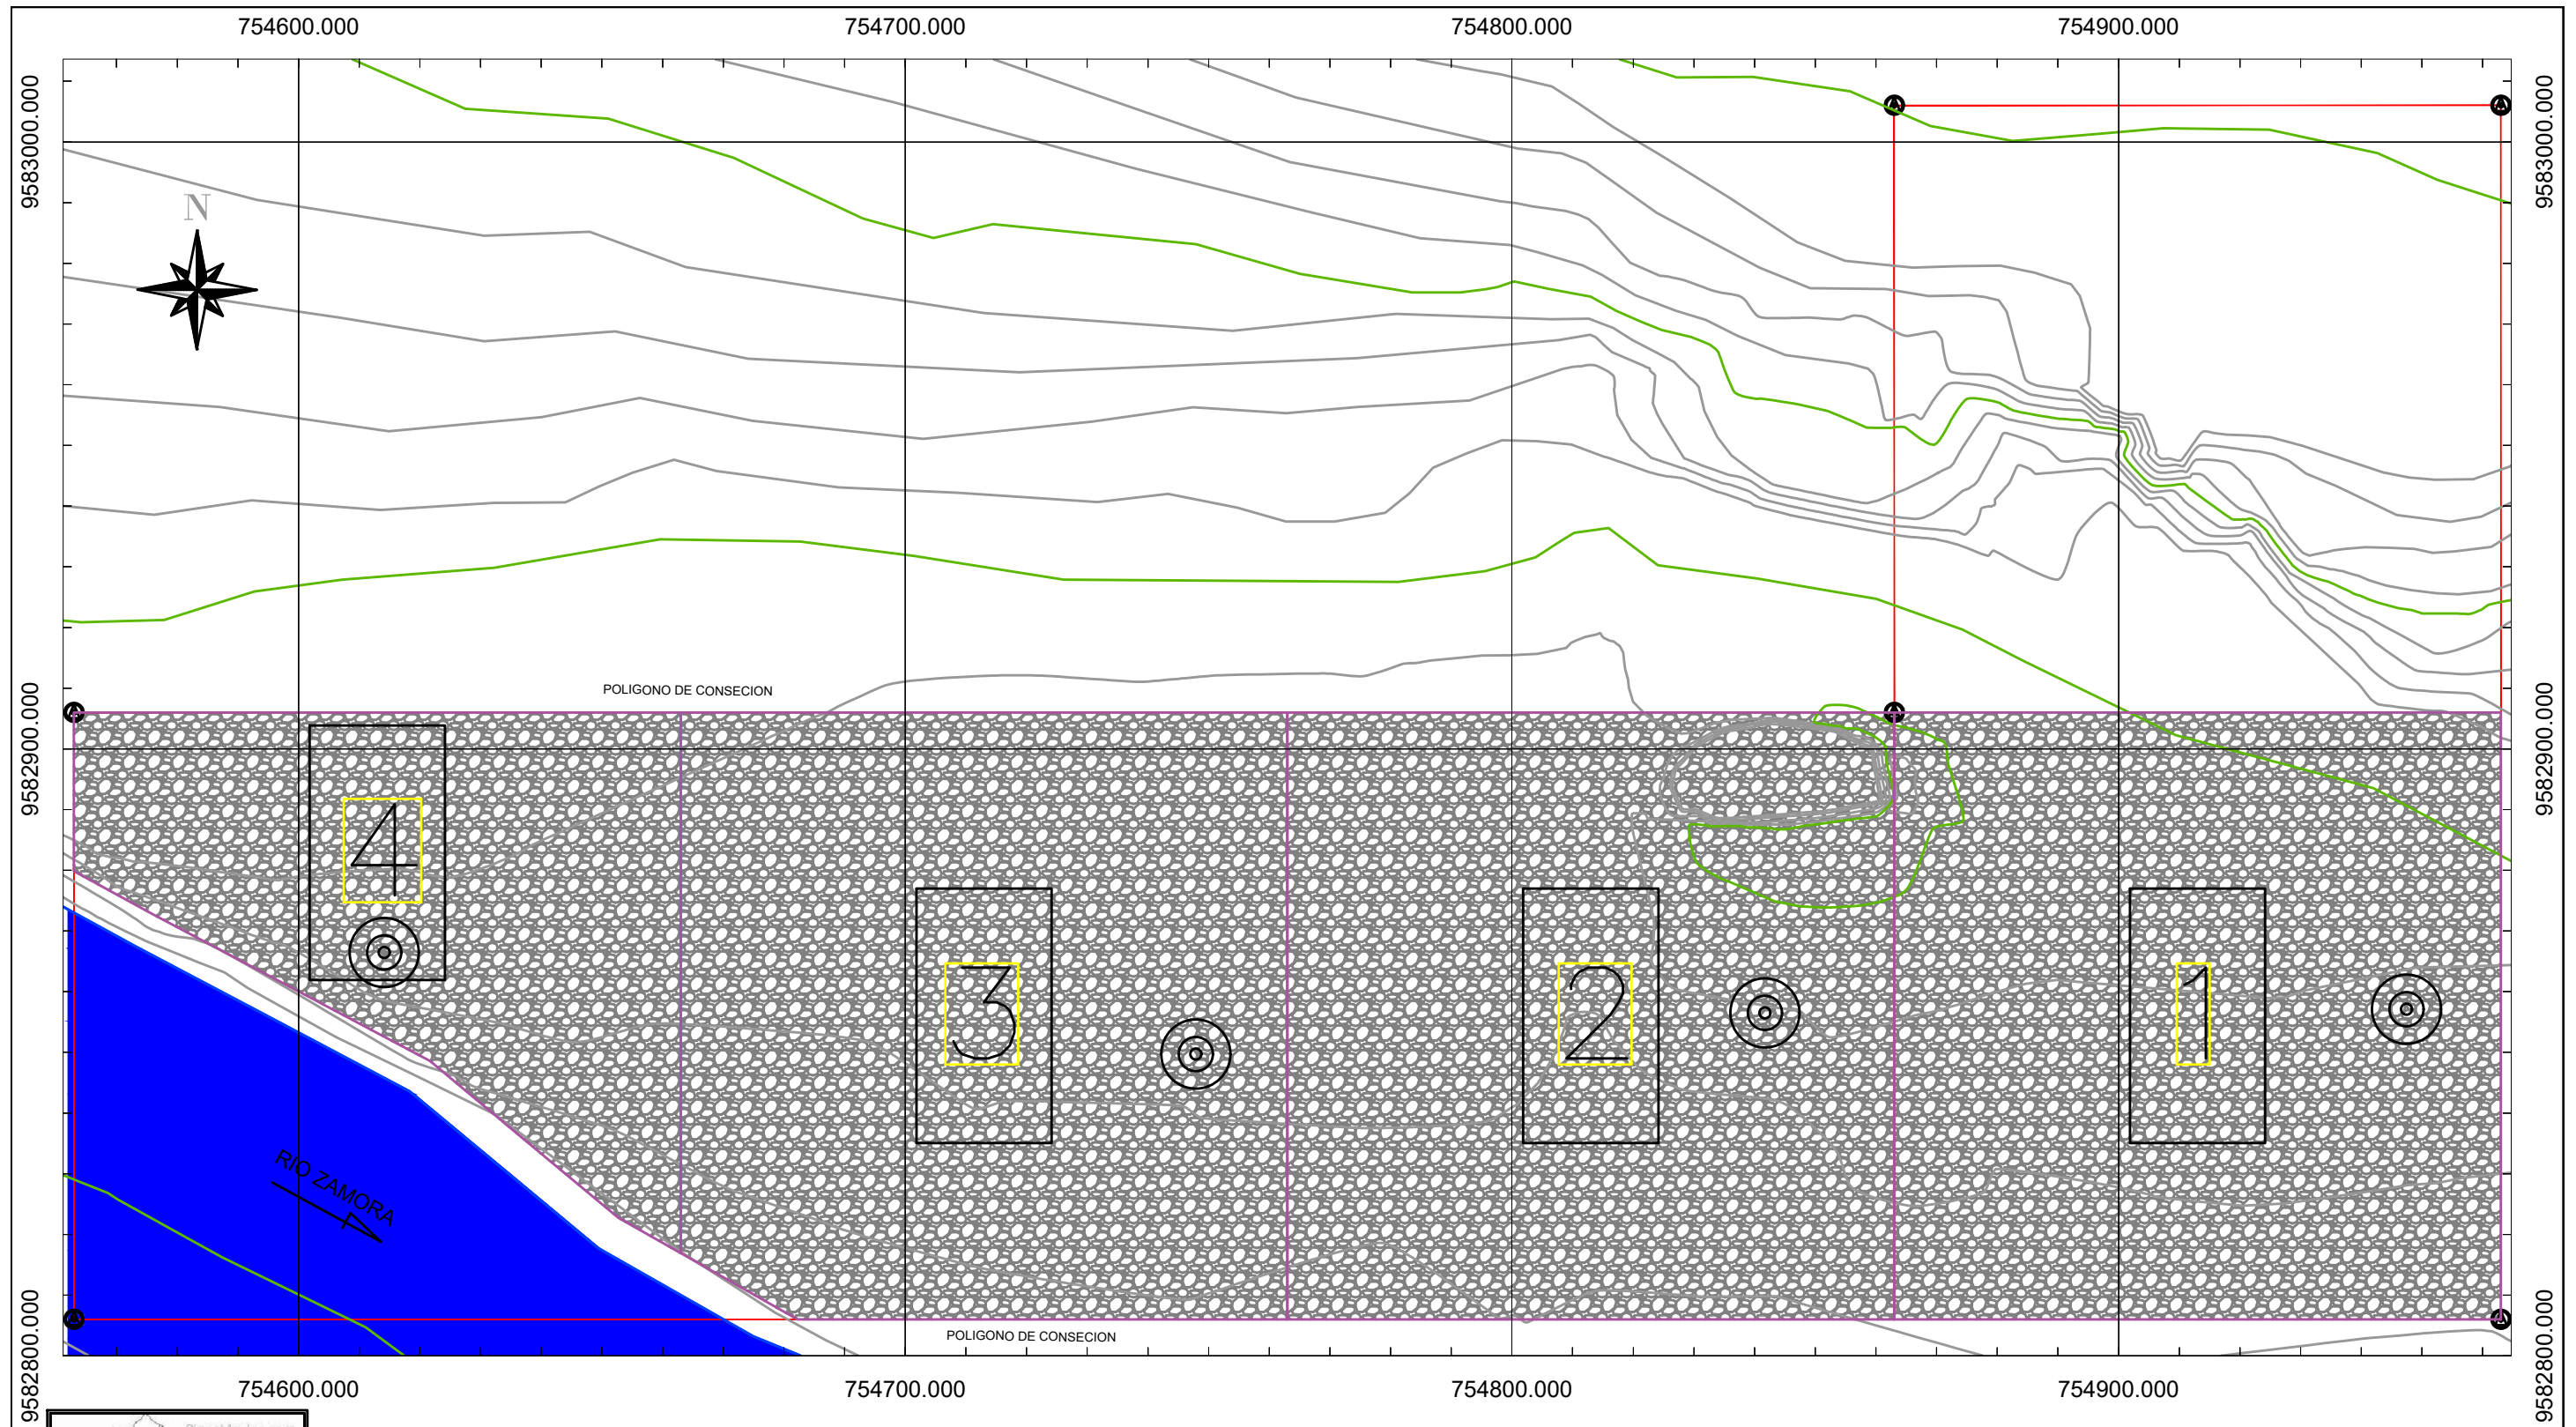 754600.000 754700.000 754800.000 754900.000
9583000.000 9583000.000
N
POLIGONO DE CONSECION
9582900.000 9582900.000
4
3 2 1
RIO ZAMORA
POLIGONO DE CONSECION
9582800.000 9582800.000
754600.000 754700.000 754800.000 754900.000